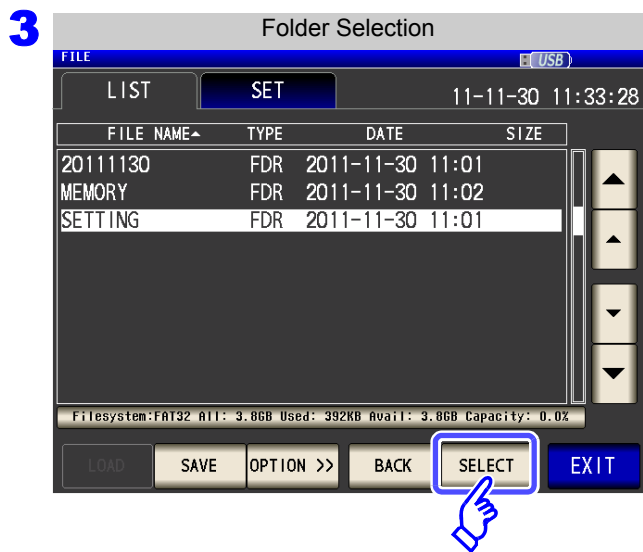 3
Folder Selection
FILE USB
LIST SET 11-11-30 11:33:28
FILE NAME▲ TYPE DATE SIZE
20111130 FDR 2011-11-30 11:01
MEMORY FDR 2011-11-30 11:02
SETTING FDR 2011-11-30 11:01
Filesystem:FAT32 All: 3.8GB Used: 392KB Avail: 3.8GB Capacity: 0.0%
LOAD SAVE OPTION >> BACK SELECT EXIT